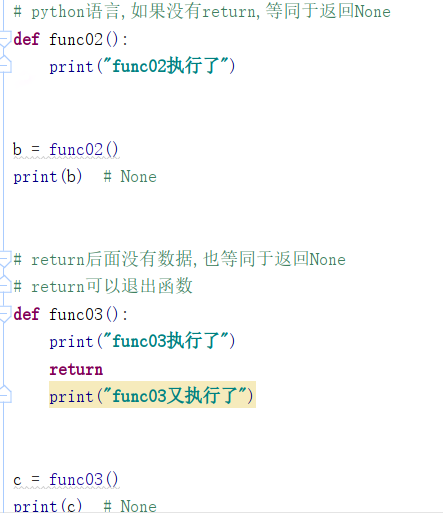 # python语言,如果没有return,等同于返回None
def func02():
    print("func02执行了")
b = func02()
print(b)  # None
# return后面没有数据,也等同于返回None
# return可以退出函数
def func03():
    print("func03执行了")
    return
    print("func03又执行了")
c = func03()
print(c)  # None